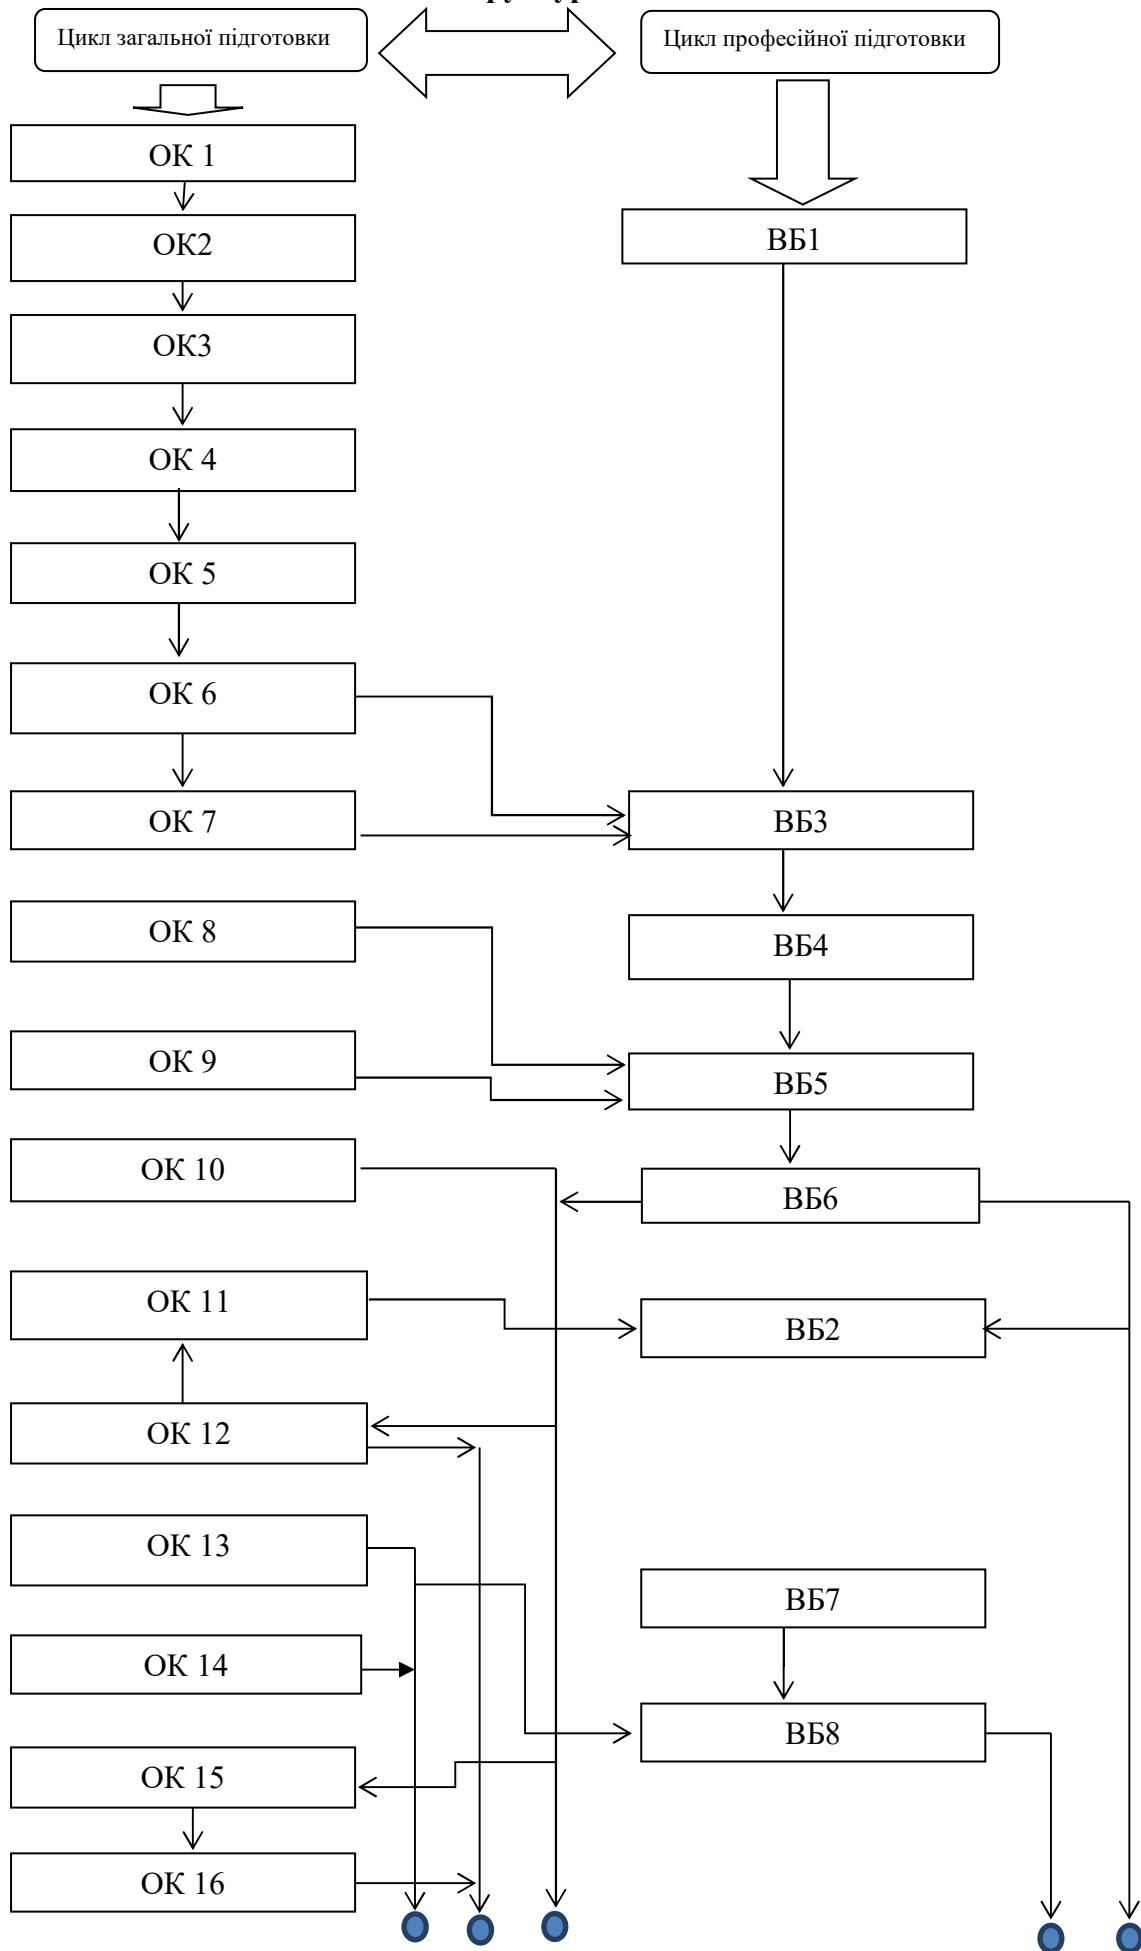 Цикл загальної підготовки
Цикл професійної підготовки
ОК 1
ОК2
ВБ1
ОК3
ОК 4
ОК 5
ОК 6
ОК 7
ВБ3
ОК 8
ВБ4
ОК 9
ВБ5
ОК 10
ВБ6
ОК 11
ВБ2
ОК 12
ОК 13
ВБ7
ОК 14
ВБ8
ОК 15
ОК 16